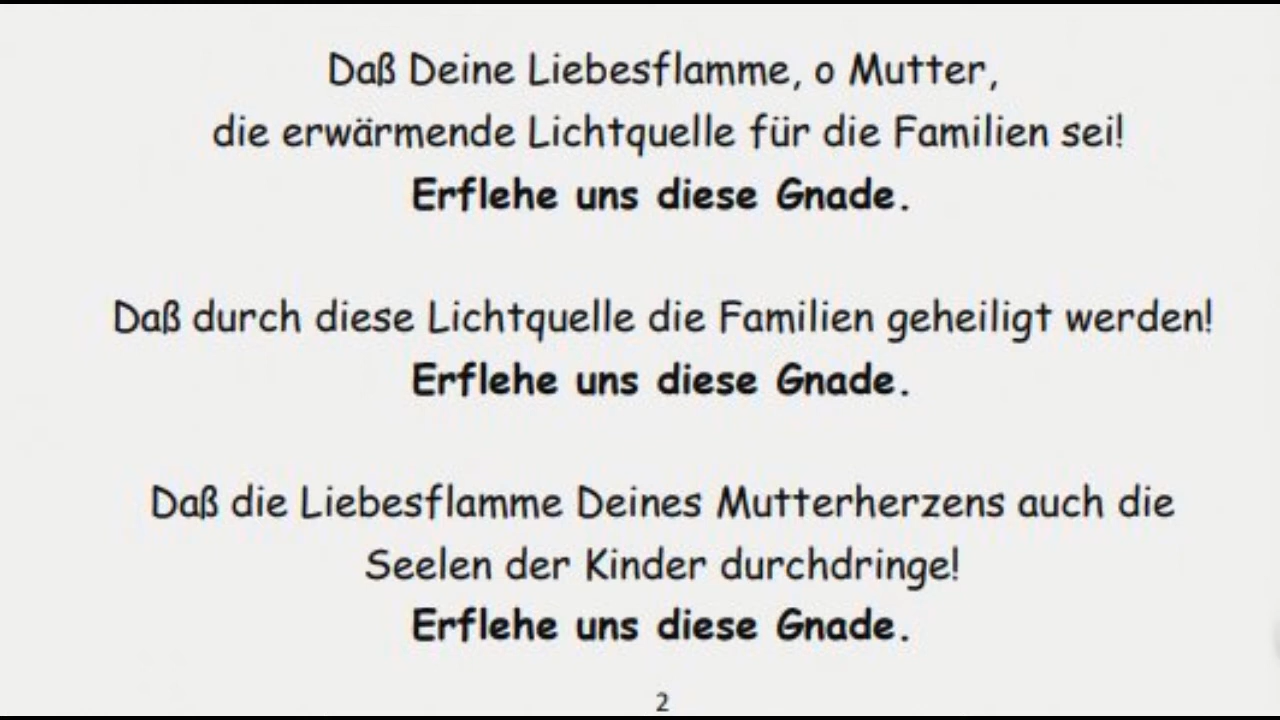 Daß Deine Liebesflamme, o Mutter,
die erwärmende Lichtquelle für die Familien sei!
Erflehe uns diese Gnade.
Daß durch diese Lichtquelle die Familien geheiligt werden!
Erflehe uns diese Gnade.
Daß die Liebesflamme Deines Mutterherzens auch die
Seelen der Kinder durchdringe!
Erflehe uns diese Gnade.
2